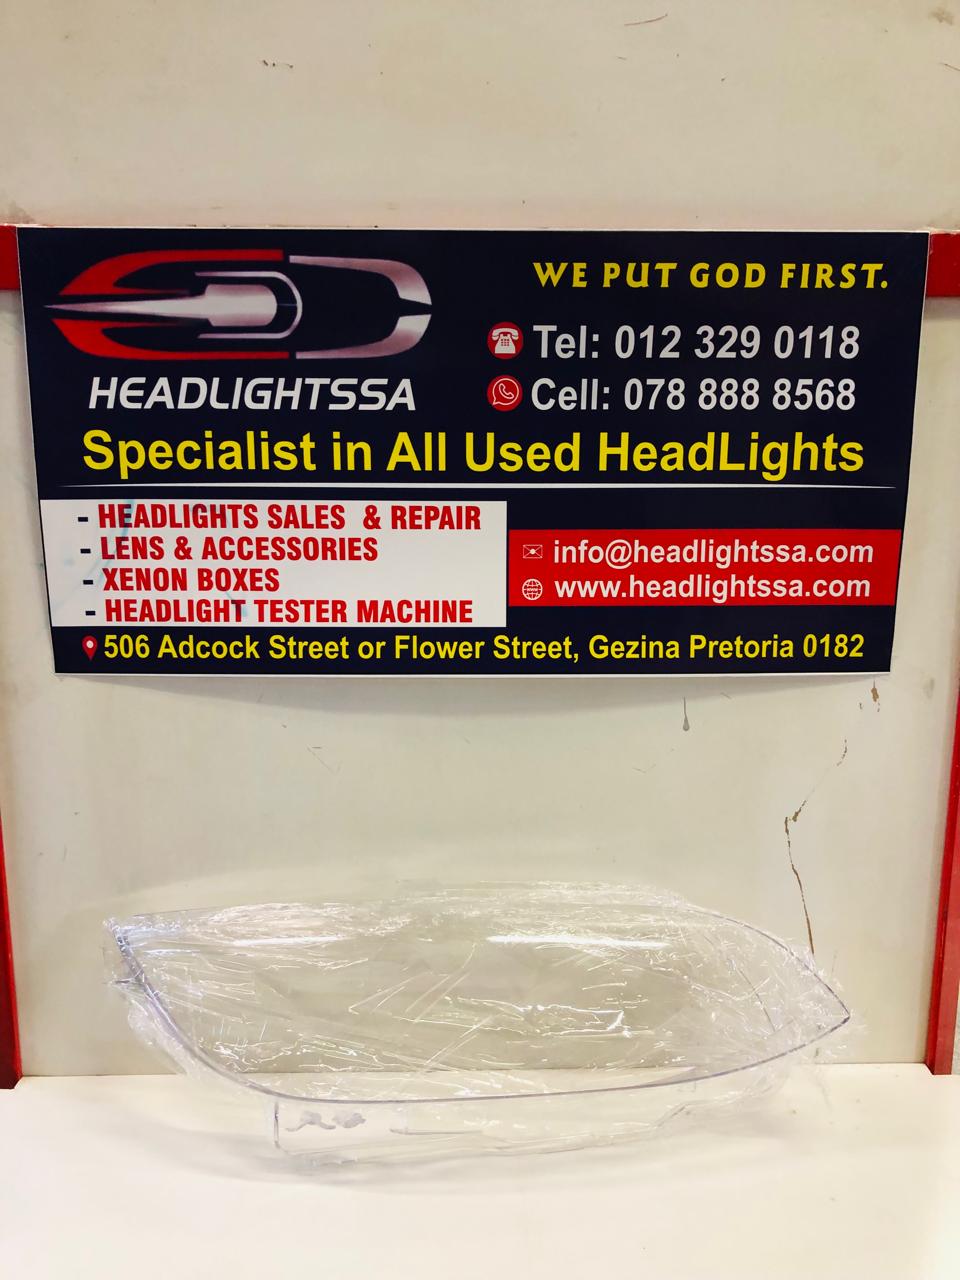 WE PUT GOD FIRST.
Tel: 012 329 0118
Cell: 078 888 8568
HEADLIGHTSSA
Specialist in All Used HeadLights
- HEADLIGHTS SALES & REPAIR
- LENS & ACCESSORIES
- XENON BOXES
- HEADLIGHT TESTER MACHINE
info@headlightssa.com
www.headlightssa.com
506 Adcock Street or Flower Street, Gezina Pretoria 0182